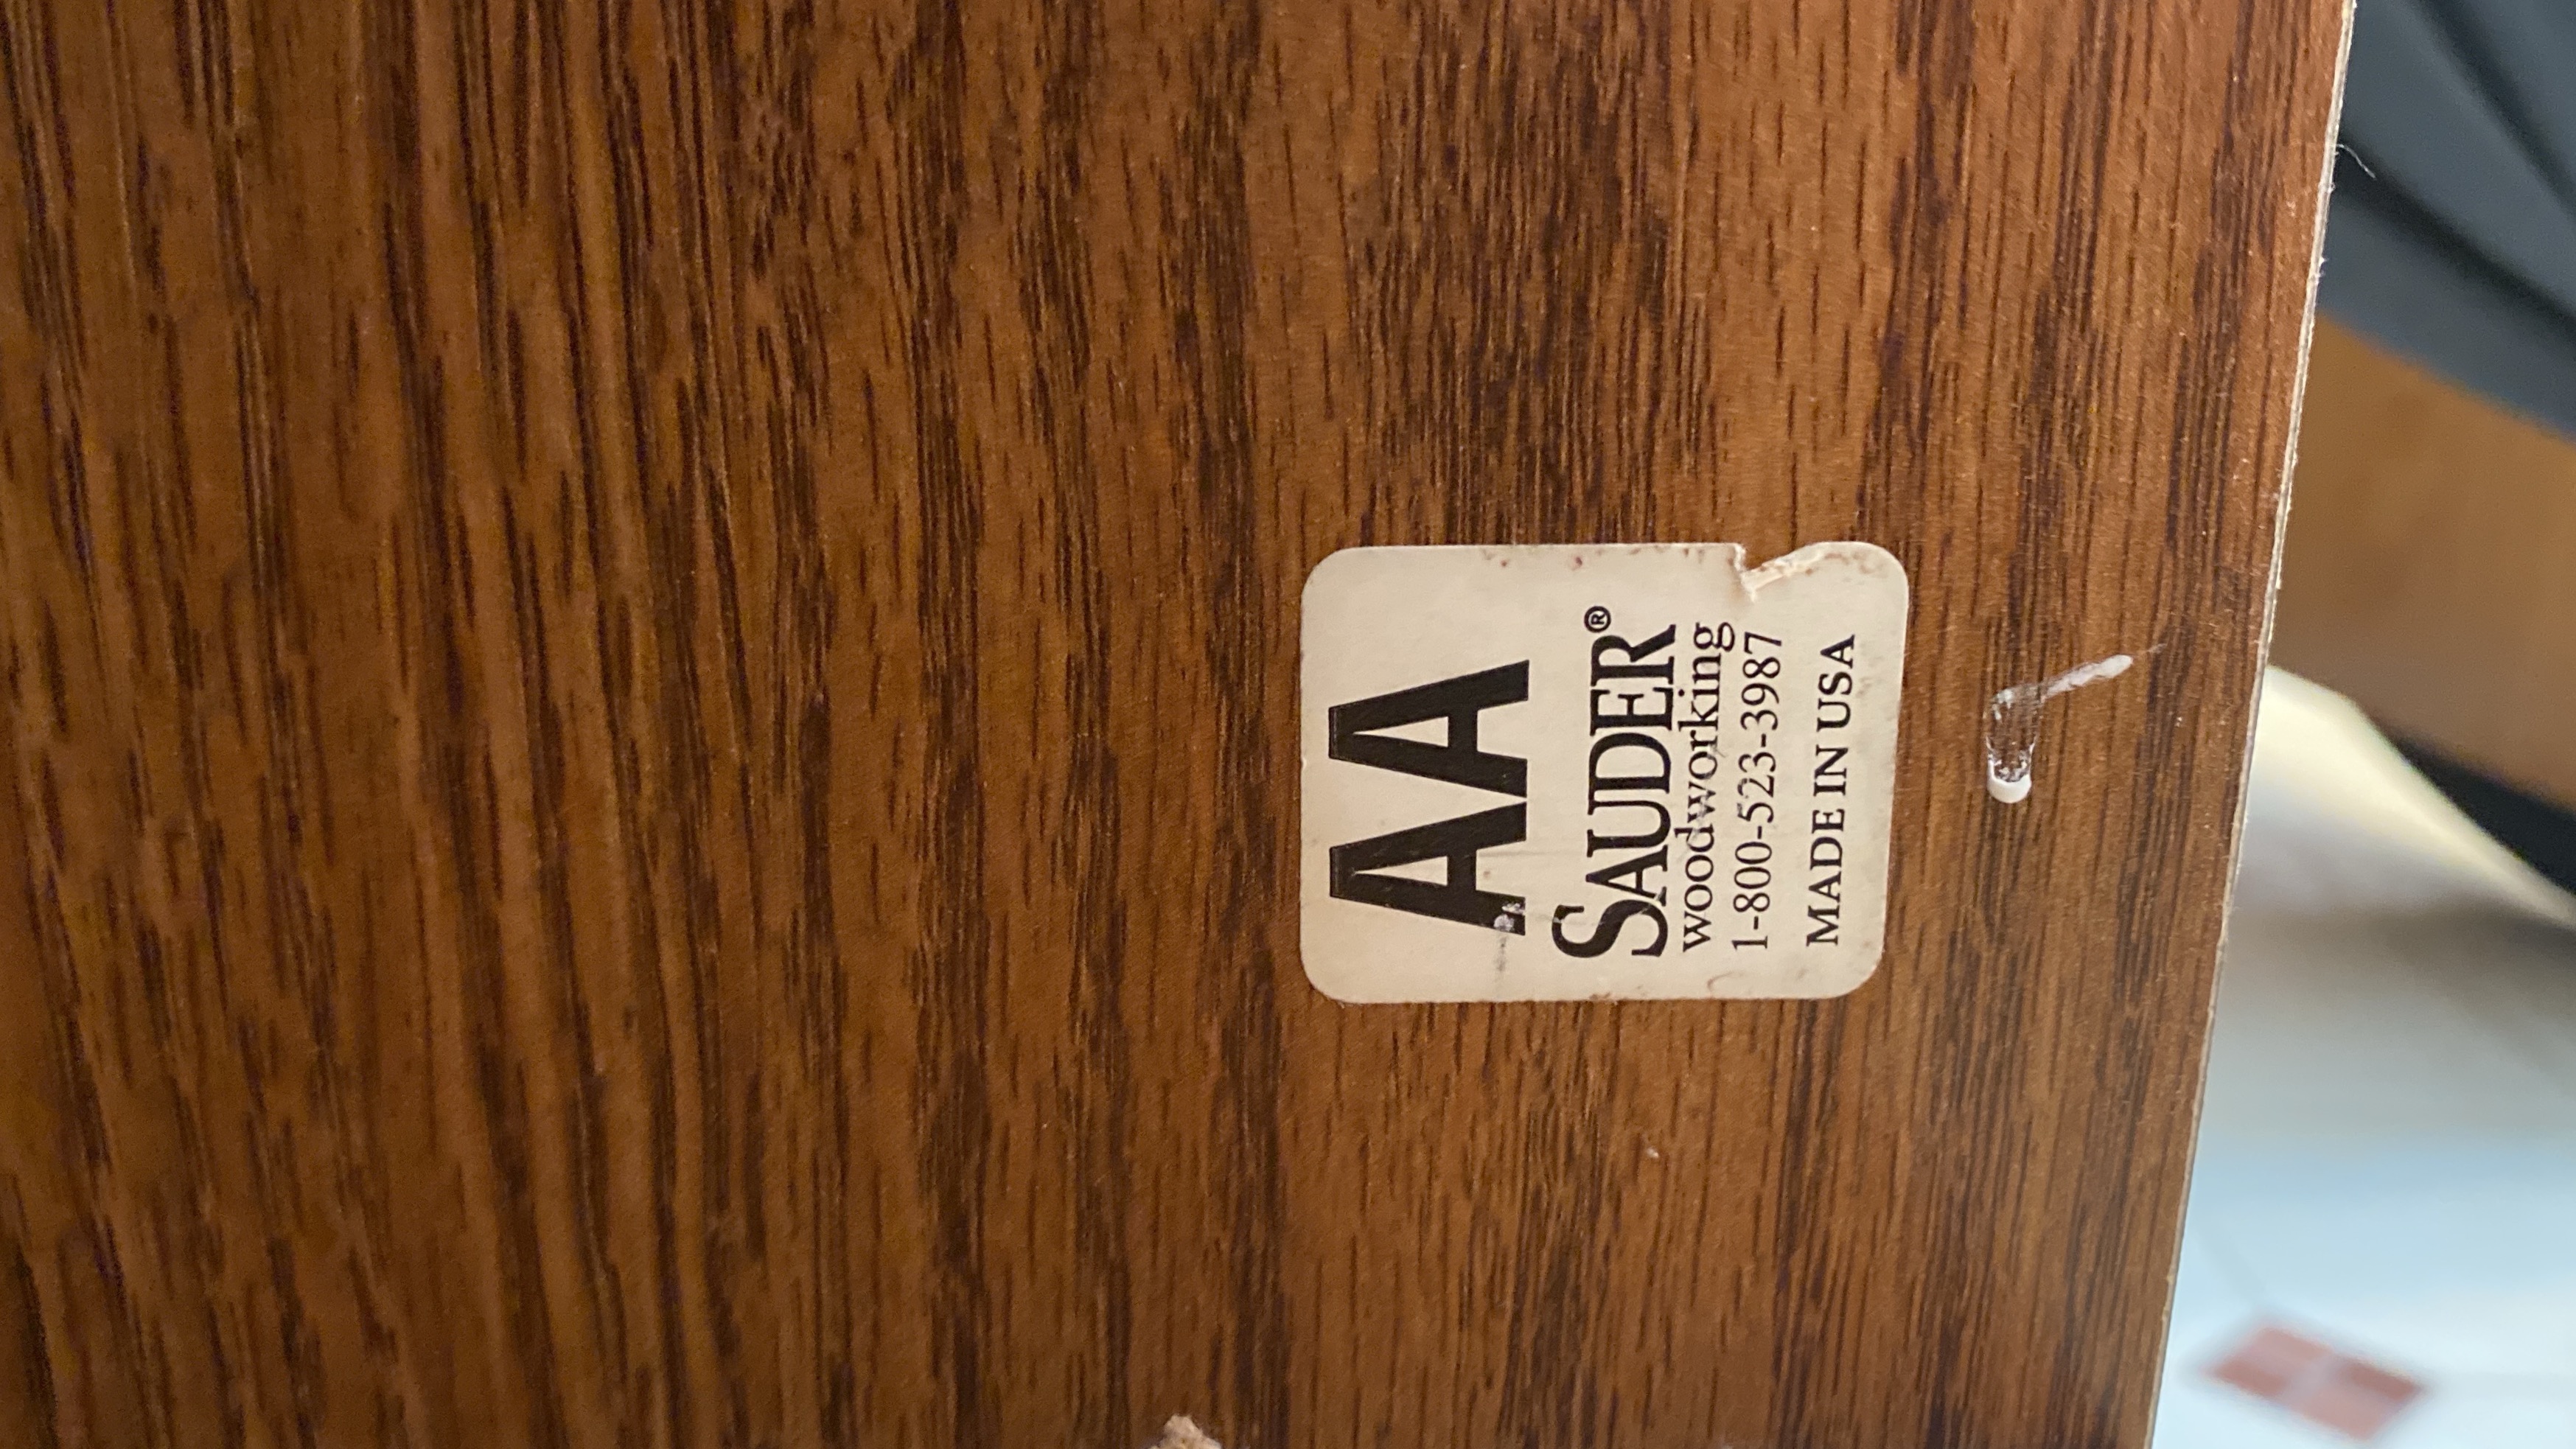 AA
SAUDER®
woodworking
1-800-523-3987
MADE IN USA